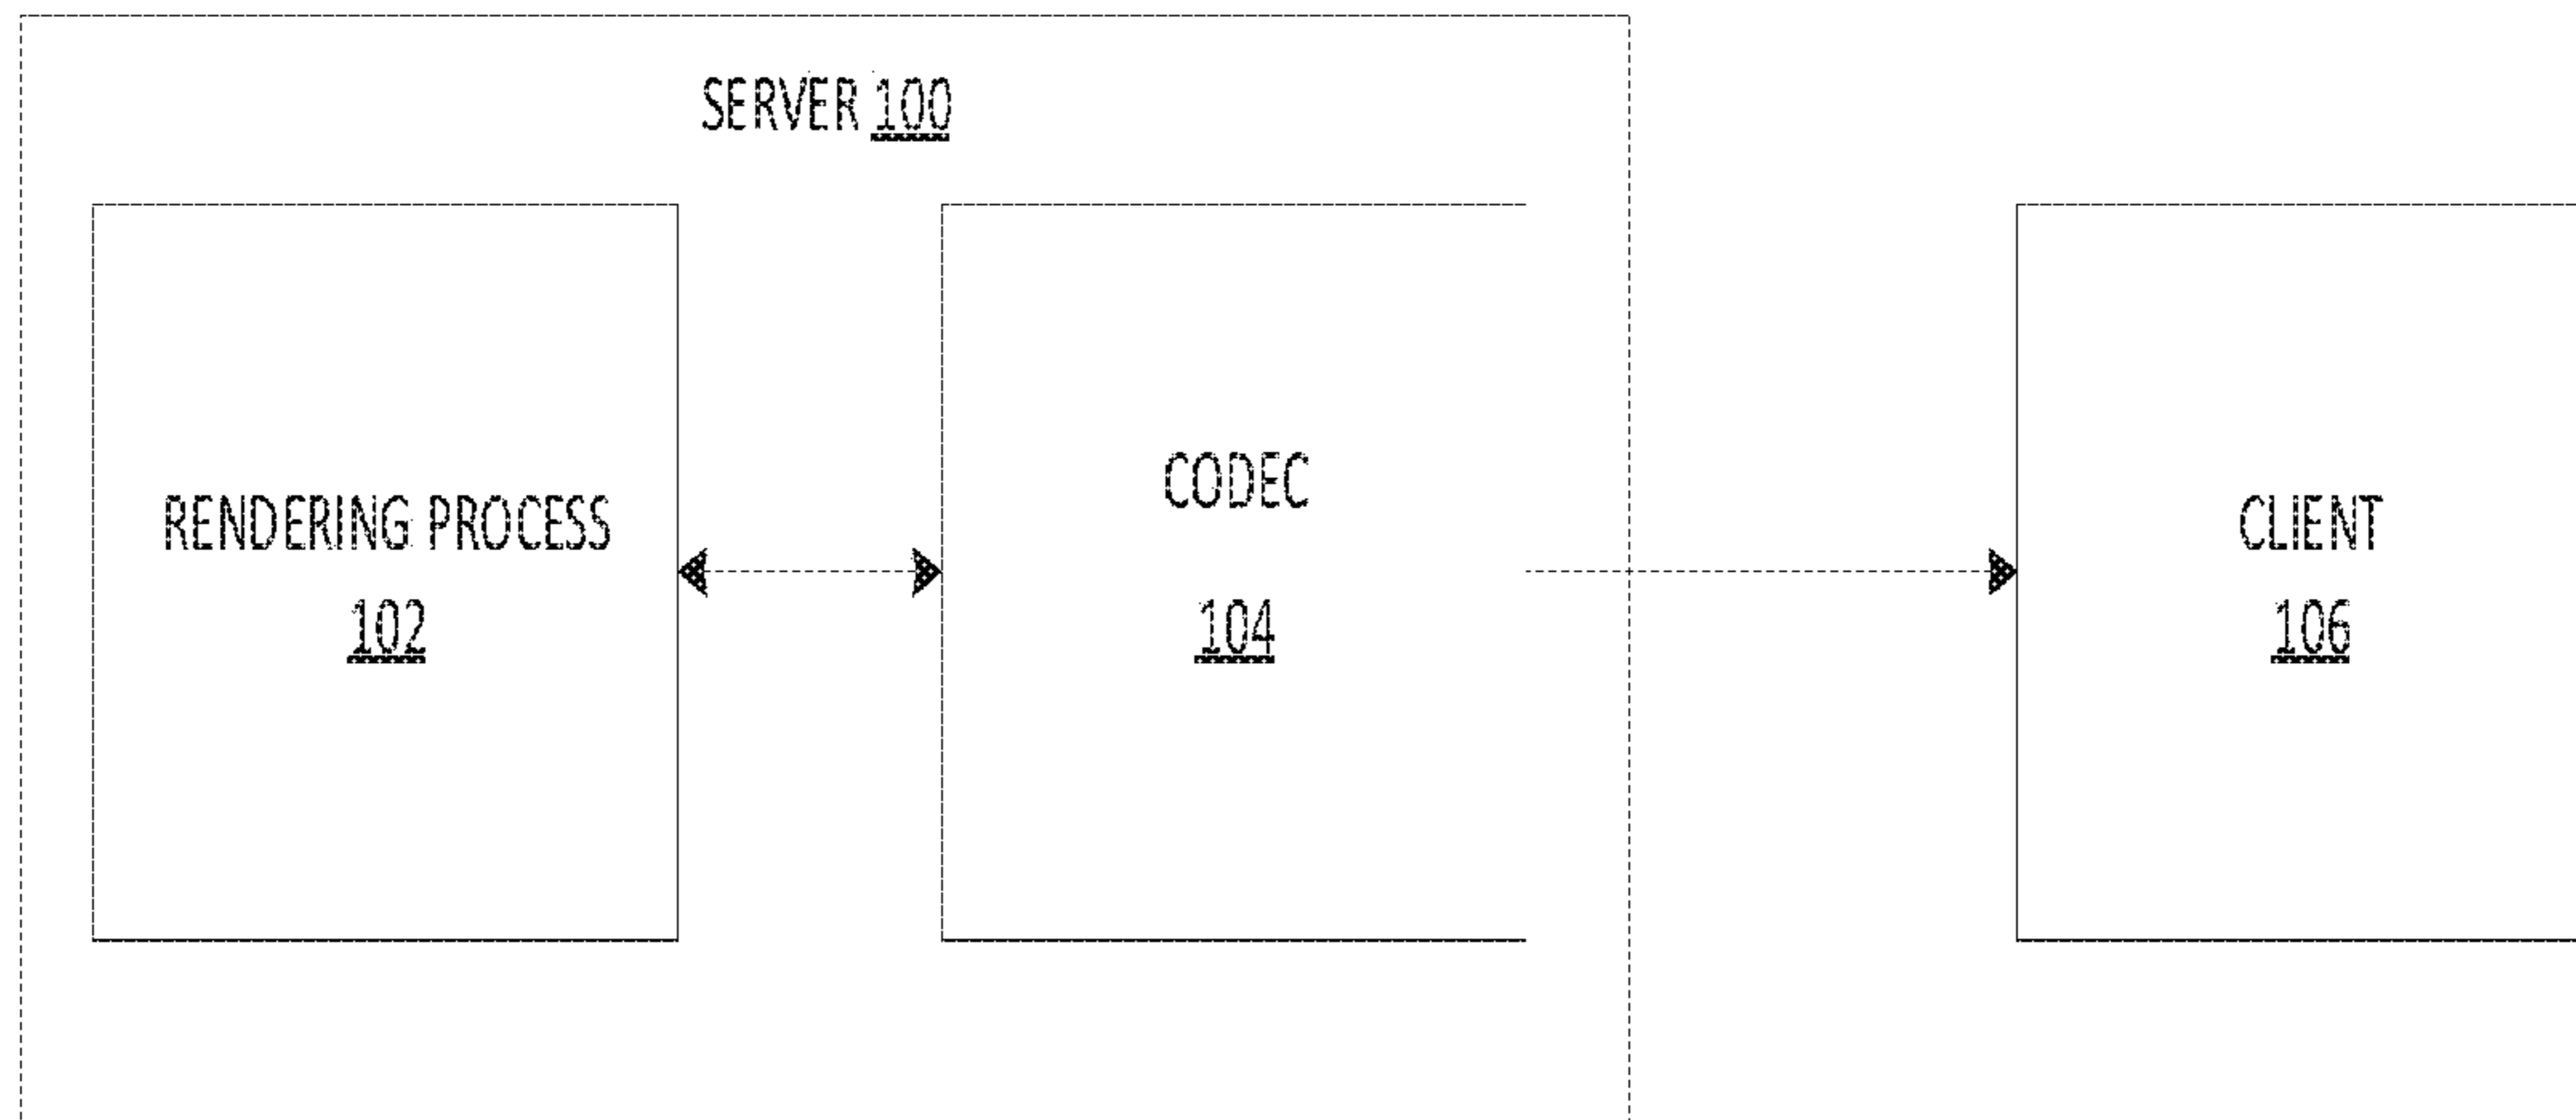 SERVER 100
RENDERING PROCESS
102
CODEC
104
CLIENT
106